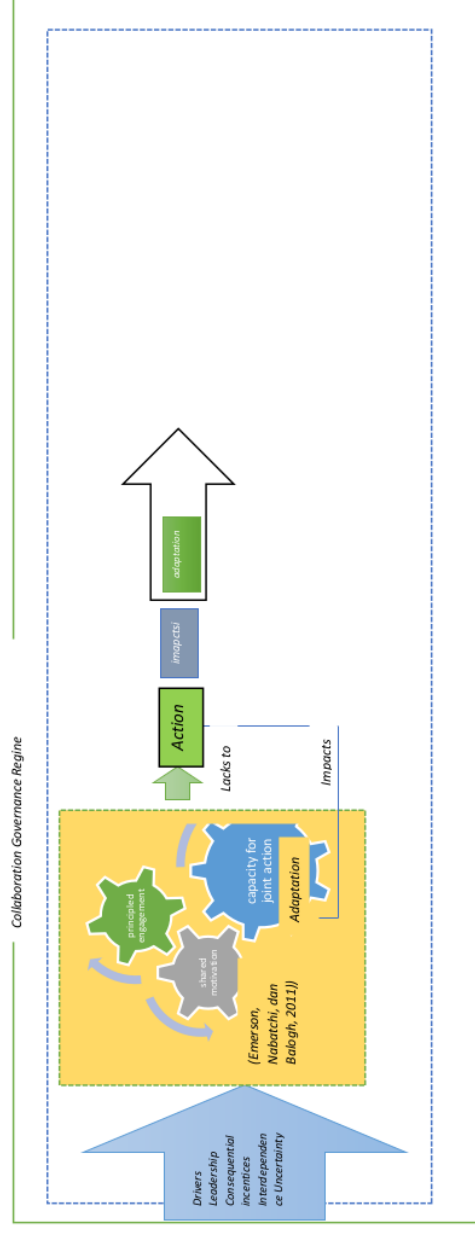 Collaboration Governance Regine
Drivers
Leadership
Consequential
incentices
Interdependen
ce Uncertainty
principled
engagement
shared
motivation
capacity for
joint action
Adaptation
(Emerson,
Nabatchi, dan
Balogh, 2011))
Action
Lacks to
Impacts
imapctsi
adaptation